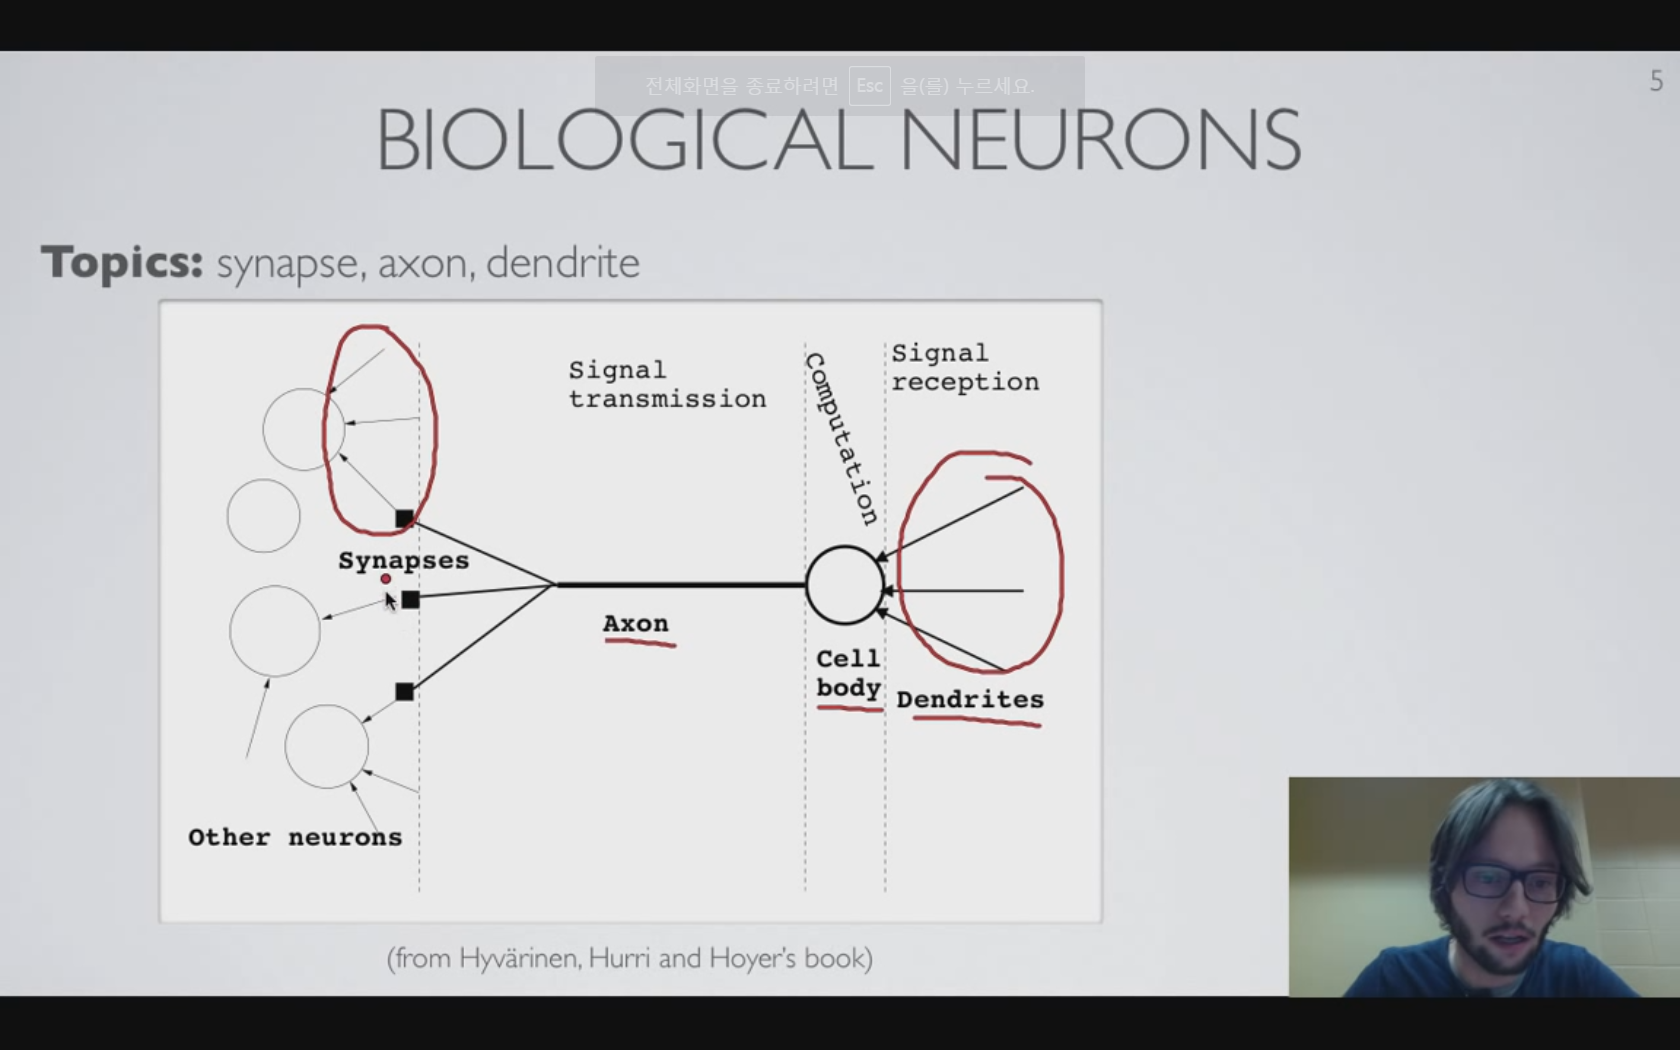 전체화면을 종료하려면 Esc 을(를) 누르세요.
5
BIOLOGICAL NEURONS
Topics: synapse, axon, dendrite
Signal
transmission
Computation
Signal
reception
Synapses
Axon
Cell
body
Dendrites
Other neurons
(from Hyvärinen, Hurri and Hoyer's book)